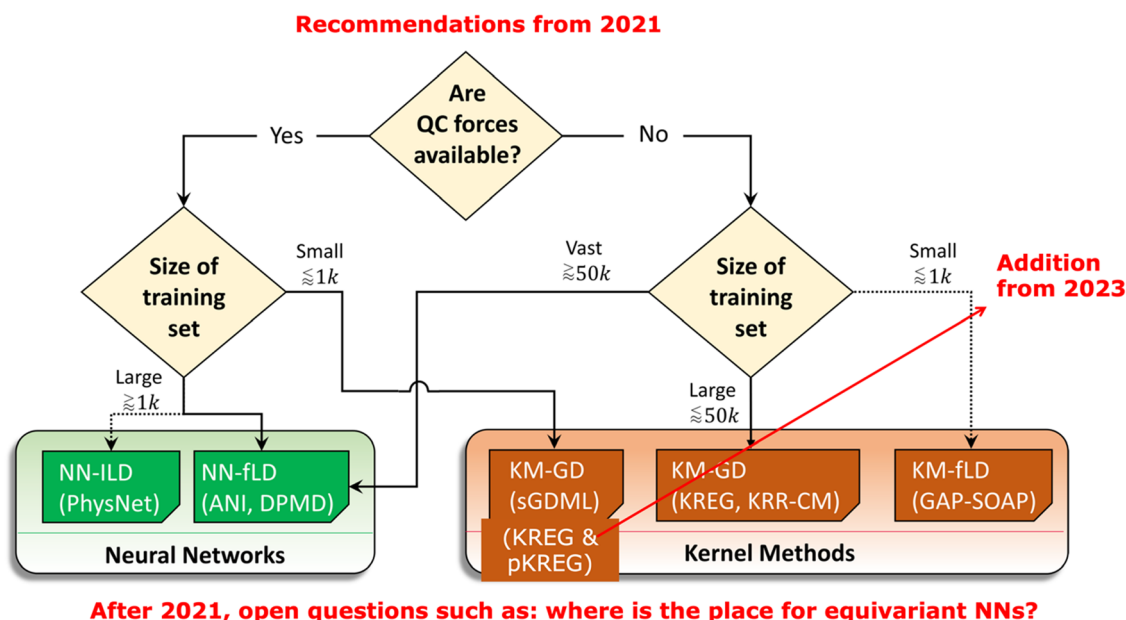 Recommendations from 2021
Are
QC forces
available?
Yes
No
Size of
training
set
Small
⪅1k
Vast
⪆50k
Size of
training
set
Small
⪅1k
Addition
from 2023
Large
⪆1k
Large
⪅50k
NN-lLD
(PhysNet)
NN-fLD
(ANI, DPMD)
KM-GD
(sGDML)
KM-GD
(KREG, KRR-CM)
KM-fLD
(GAP-SOAP)
Neural Networks
(KREG &
pKREG)
Kernel Methods
After 2021, open questions such as: where is the place for equivariant NNs?